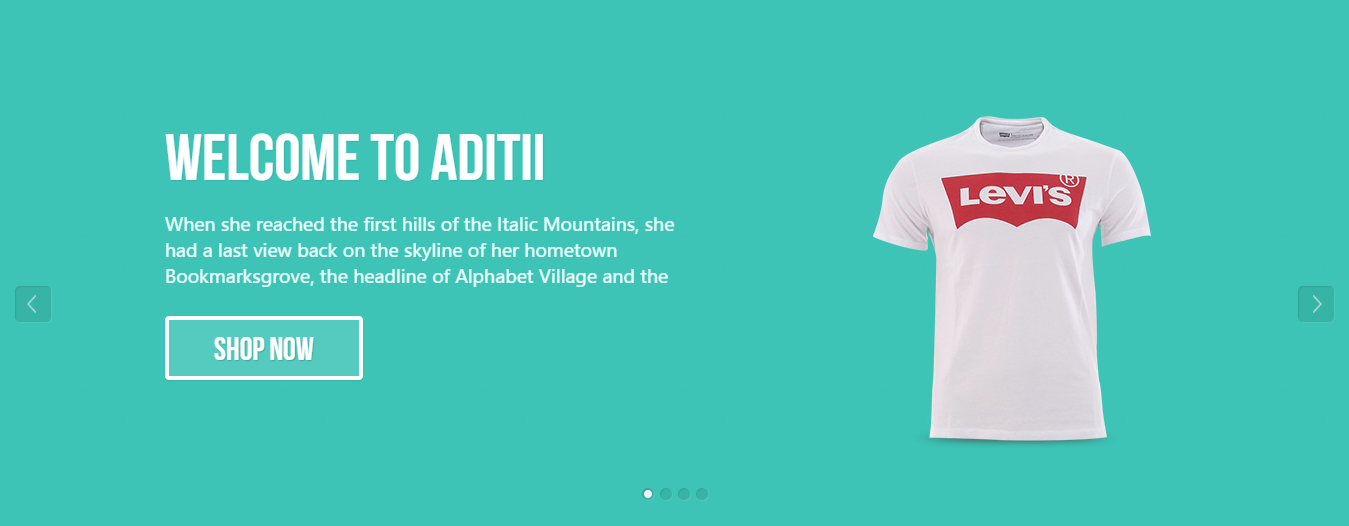 WELCOME TO ADITII
When she reached the first hills of the Italic Mountains, she
had a last view back on the skyline of her hometown
Bookmarksgrove, the headline of Alphabet Village and the
SHOP NOW
LEVI'S
®